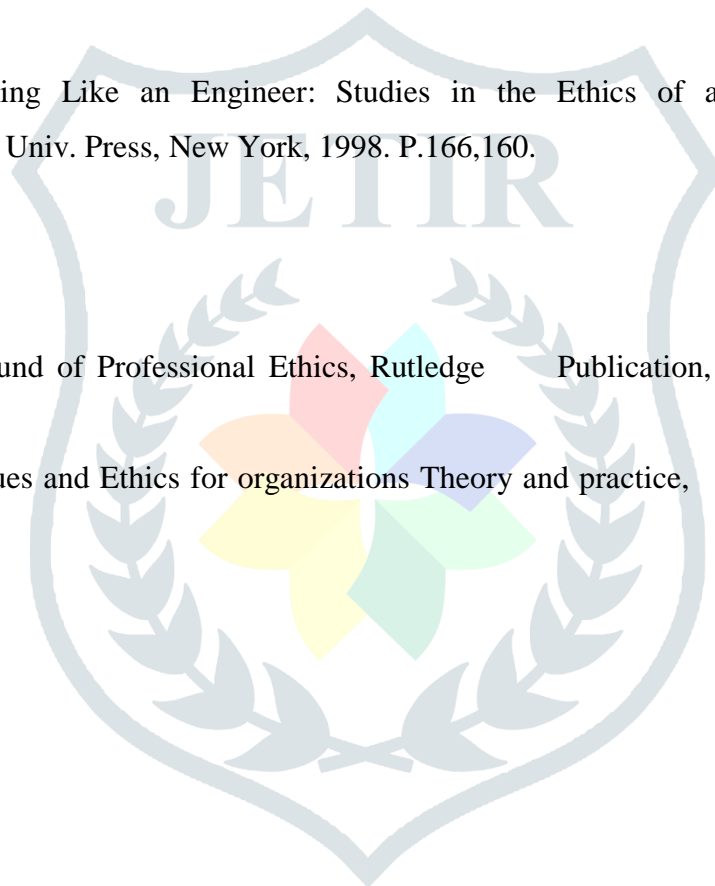 ing Like an Engineer: Studies in the Ethics of a
Univ. Press, New York, 1998. P.166,160.
JETIR
und of Professional Ethics, Rutledge Publication,
ues and Ethics for organizations Theory and practice,